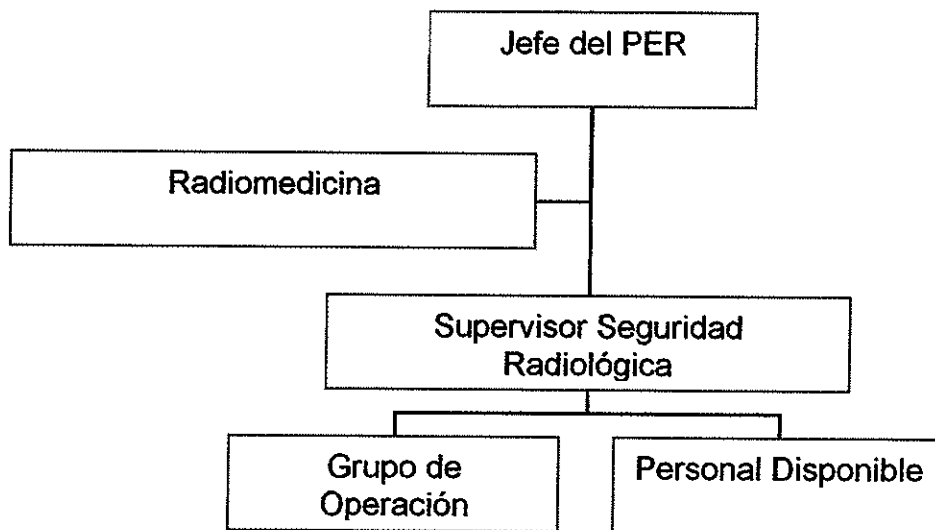 Jefe del PER
Radiomedicina
Supervisor Seguridad
Radiológica
Grupo de
Operación
Personal Disponible